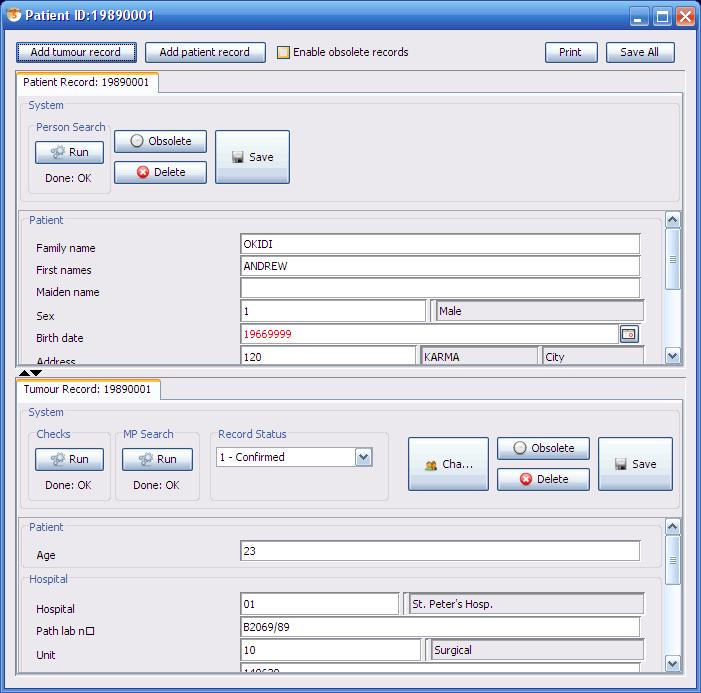 Patient ID:19890001
Add tumour record Add patient record Enable obsolete records Print Save All
Patient Record: 19890001
System
Person Search
Run Obsolete Save
Done: OK Delete
Patient
Family name OKIDI
First names ANDREW
Maiden name
Sex 1 Male
Birth date 19669999
Address 120 KARMA City
Tumour Record: 19890001
System
Checks MP Search Record Status
Run Run 1 - Confirmed Cha... Obsolete Save
Done: OK Done: OK Delete
Patient
Age 23
Hospital
Hospital 01 St. Peter's Hosp.
Path lab n□ B2069/89
Unit 10 Surgical